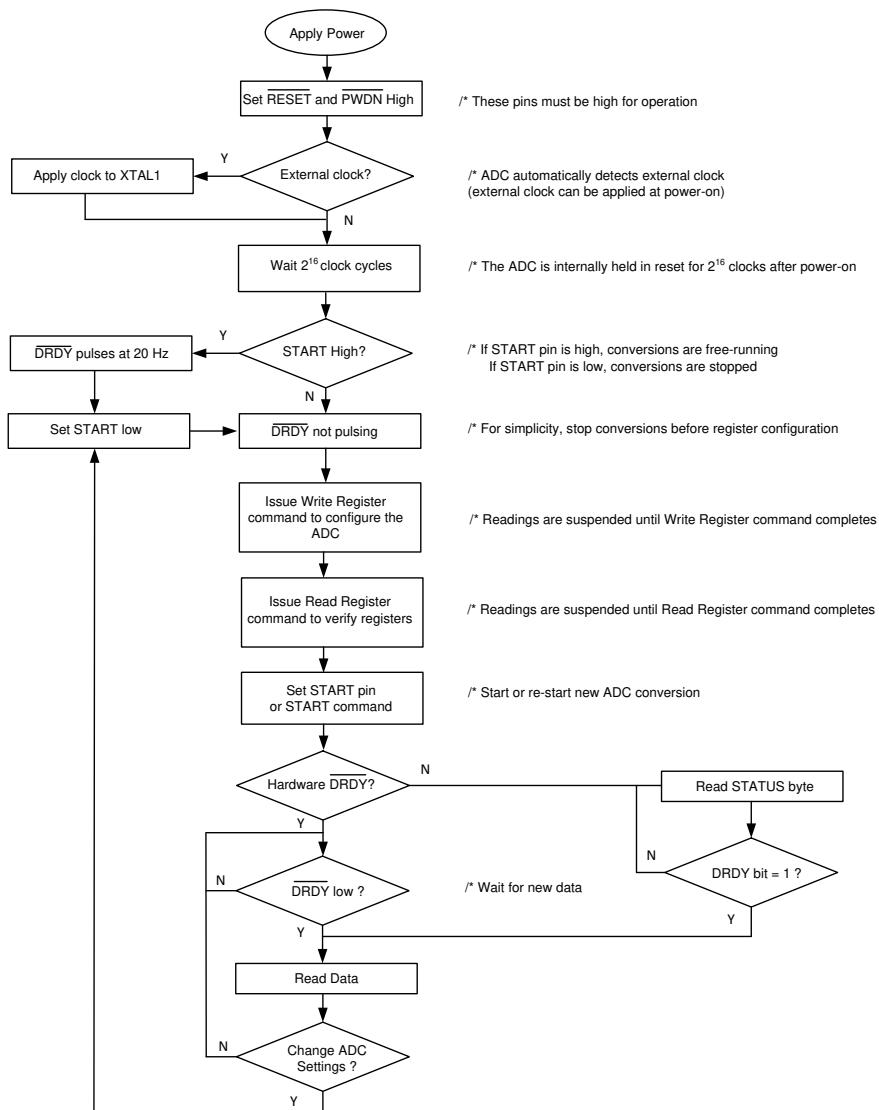 Apply Power
Set RESET and PWDN High
/* These pins must be high for operation
Y
Apply clock to XTAL1
External clock?
/* ADC automatically detects external clock
(external clock can be applied at power-on)
N
Wait 2¹⁶ clock cycles
/* The ADC is internally held in reset for 2¹⁶ clocks after power-on
Y
DRDY pulses at 20 Hz
START High?
/* If START pin is high, conversions are free-running
If START pin is low, conversions are stopped
N
Set START low
DRDY not pulsing
/* For simplicity, stop conversions before register configuration
Issue Write Register
command to configure the
ADC
/* Readings are suspended until Write Register command completes
Issue Read Register
command to verify registers
/* Readings are suspended until Read Register command completes
Set START pin
or START command
/* Start or re-start new ADC conversion
Hardware DRDY?
N
Read STATUS byte
Y
N
DRDY low ?
/* Wait for new data
N
DRDY bit = 1 ?
Y
Y
Read Data
N
Change ADC
Settings ?
Y